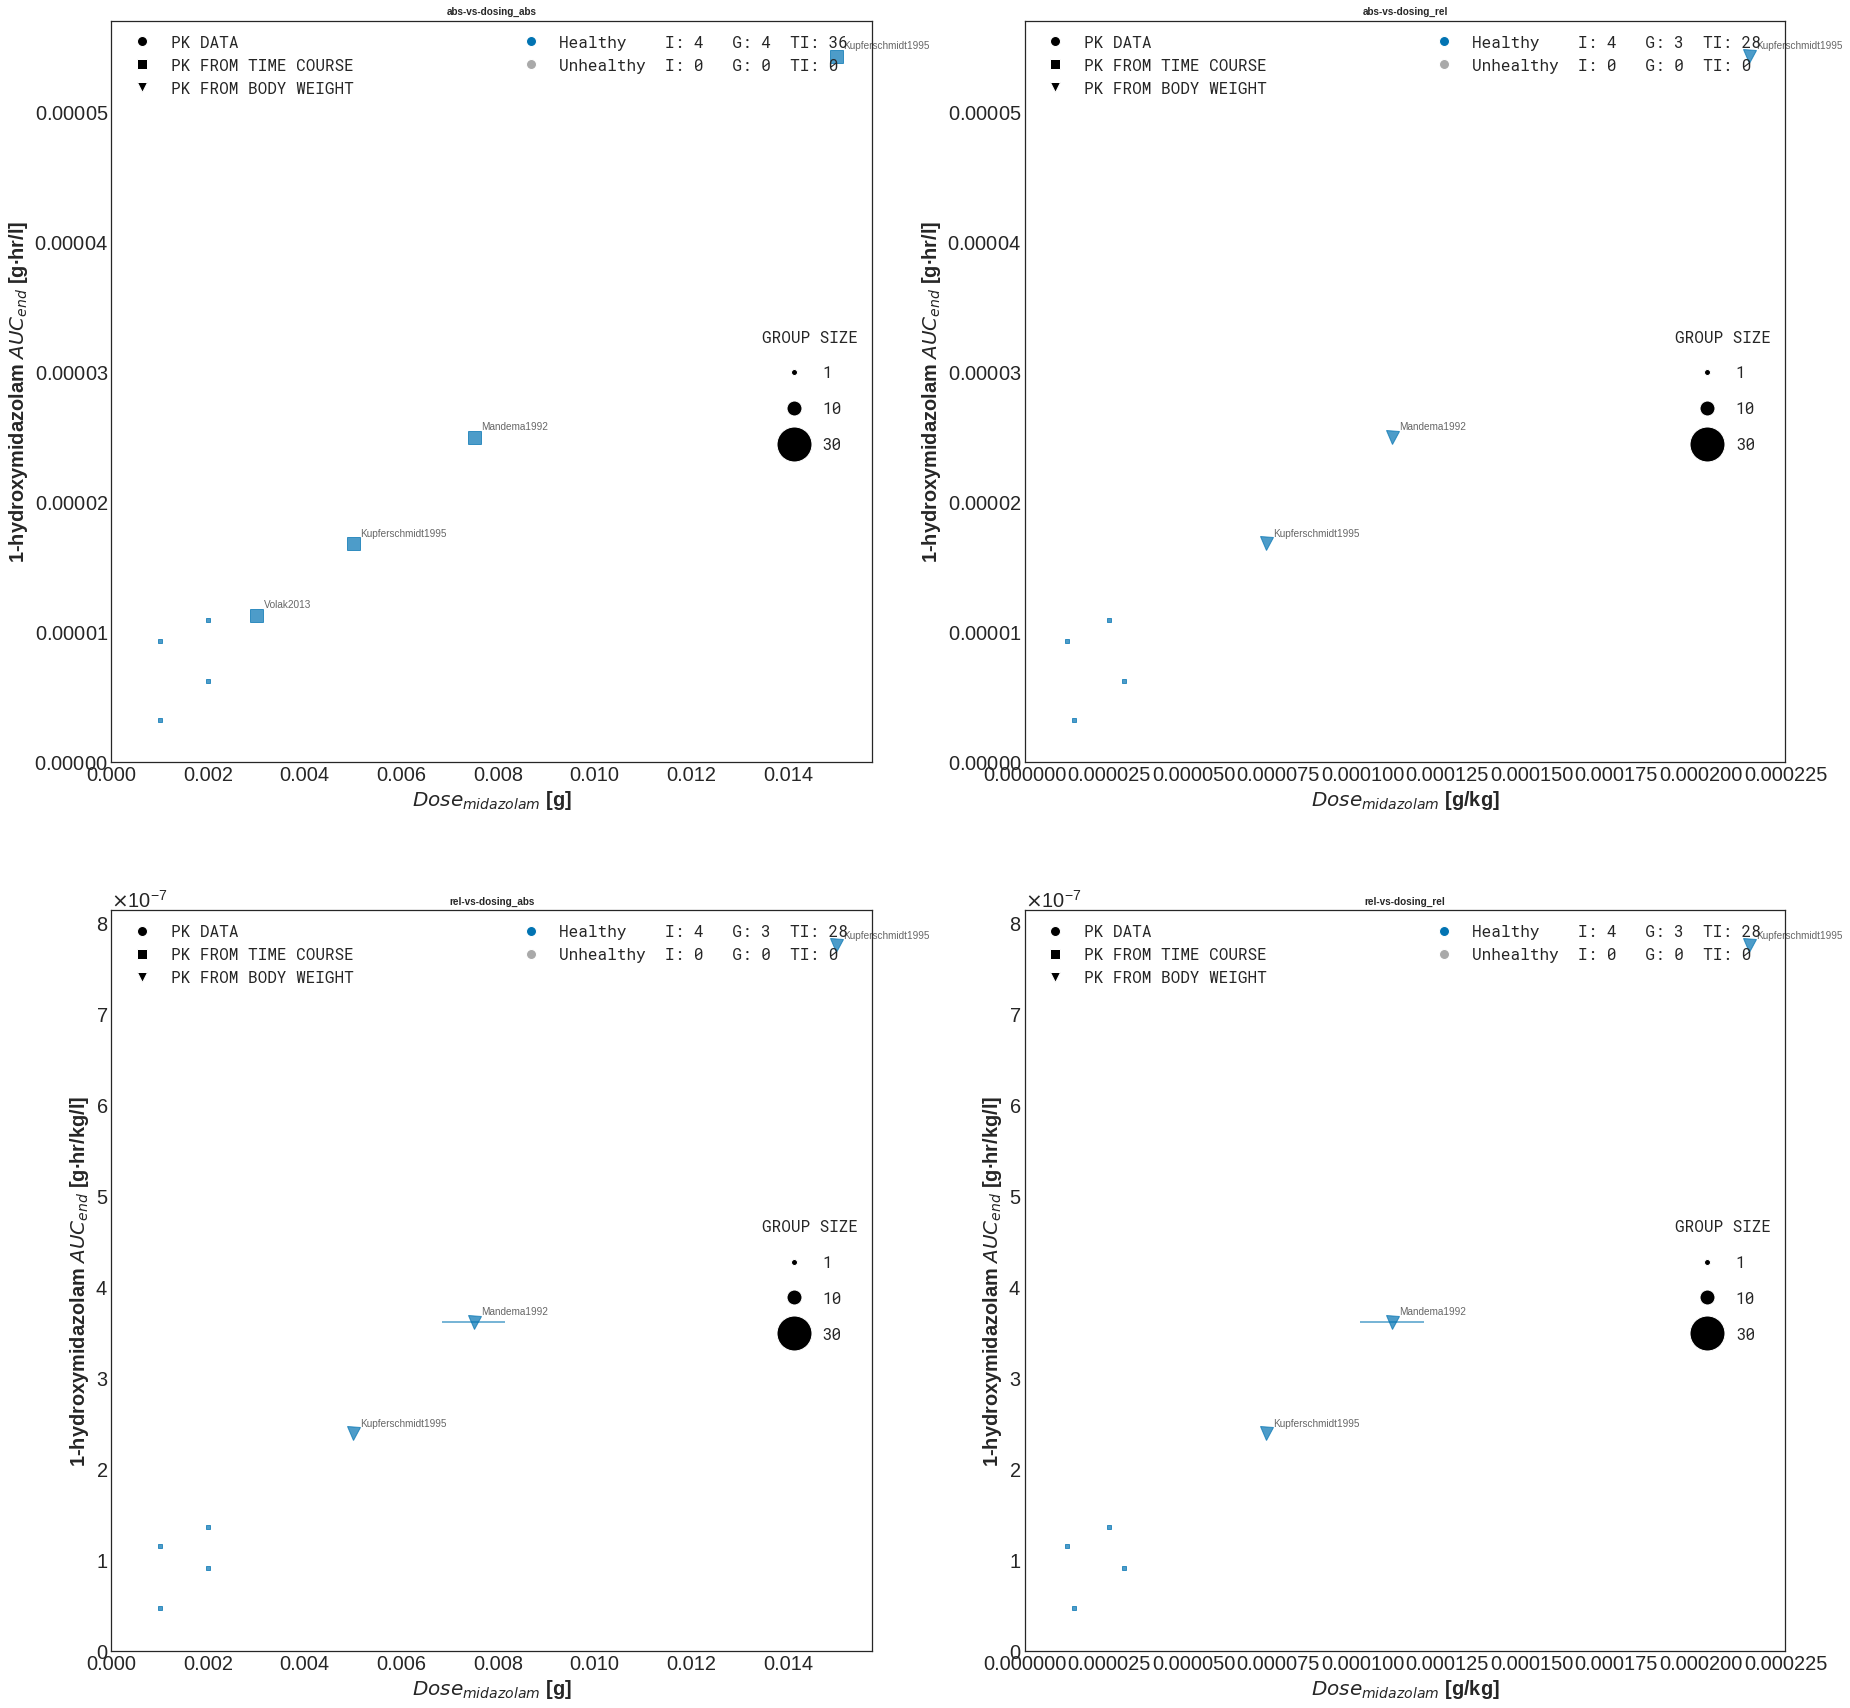 abs-vs-dosing_abs
PK DATA
PK FROM TIME COURSE
PK FROM BODY WEIGHT
Healthy I: 4 G: 4 TI: 36
Unhealthy I: 0 G: 0 TI: 0
Kupferschmidt1995
Mandema1992
Kupferschmidt1995
Volak2013
GROUP SIZE
1
10
30
0.00005
0.00004
0.00003
0.00002
0.00001
0.00000
1-hydroxymidazolam AUCend [g·hr/l]
0.000 0.002 0.004 0.006 0.008 0.010 0.012 0.014
Dosemidazolam [g]
abs-vs-dosing_rel
PK DATA
PK FROM TIME COURSE
PK FROM BODY WEIGHT
Healthy I: 4 G: 3 TI: 28
Unhealthy I: 0 G: 0 TI: 0
Kupferschmidt1995
Mandema1992
Kupferschmidt1995
GROUP SIZE
1
10
30
0.00005
0.00004
0.00003
0.00002
0.00001
0.00000
1-hydroxymidazolam AUCend [g·hr/l]
0.000000 0.000025 0.000050 0.000075 0.000100 0.000125 0.000150 0.000175 0.000200 0.000225
Dosemidazolam [g/kg]
rel-vs-dosing_abs
×10−7
PK DATA
PK FROM TIME COURSE
PK FROM BODY WEIGHT
Healthy I: 4 G: 3 TI: 28
Unhealthy I: 0 G: 0 TI: 0
Kupferschmidt1995
Mandema1992
Kupferschmidt1995
GROUP SIZE
1
10
30
8
7
6
5
4
3
2
1
0
1-hydroxymidazolam AUCend [g·hr/kg/l]
0.000 0.002 0.004 0.006 0.008 0.010 0.012 0.014
Dosemidazolam [g]
rel-vs-dosing_rel
×10−7
PK DATA
PK FROM TIME COURSE
PK FROM BODY WEIGHT
Healthy I: 4 G: 3 TI: 28
Unhealthy I: 0 G: 0 TI: 0
Kupferschmidt1995
Mandema1992
Kupferschmidt1995
GROUP SIZE
1
10
30
8
7
6
5
4
3
2
1
0
1-hydroxymidazolam AUCend [g·hr/kg/l]
0.000000 0.000025 0.000050 0.000075 0.000100 0.000125 0.000150 0.000175 0.000200 0.000225
Dosemidazolam [g/kg]